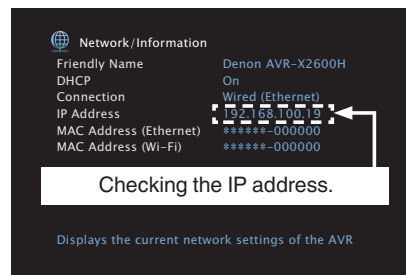 Network/Information
Friendly Name Denon AVR-X2600H
DHCP On
Connection Wired (Ethernet)
IP Address 192.168.100.19
MAC Address (Ethernet) ******-000000
MAC Address (Wi-Fi) ******-000000
Checking the IP address.
Displays the current network settings of the AVR